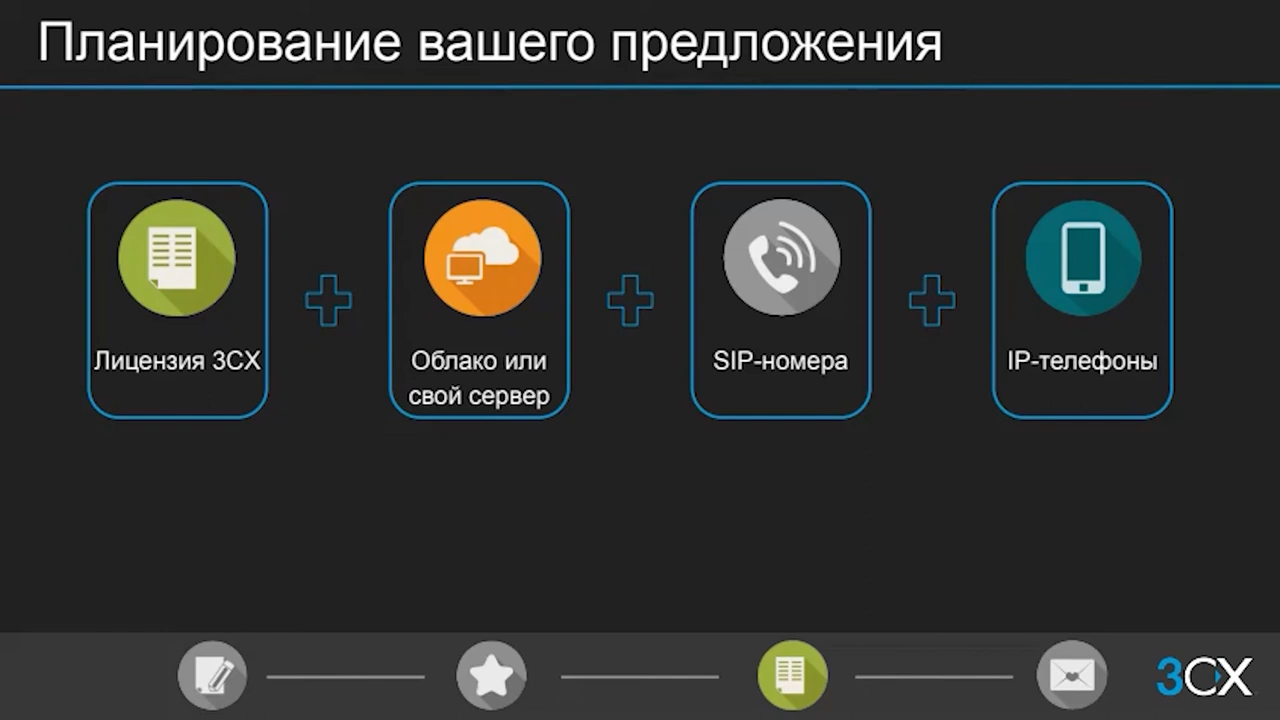 Планирование вашего предложения
Лицензия 3CX
Облако или
свой сервер
SIP-номера
IP-телефоны
3CX